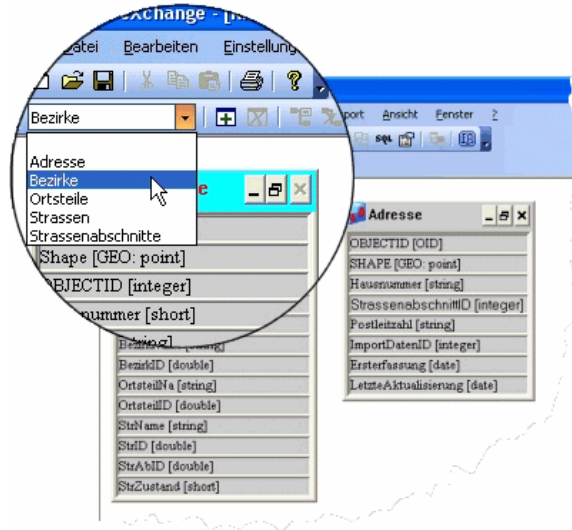 eXchange - [
Datei Bearbeiten Einstellung
port Ansicht Fenster ?
SQL
Bezirke
Adresse
Bezirke
Ortsteile
Strassen
Strassenabschnitte
e
Shape [GEO: point]
OBJECTID [integer]
nummer [short]
string]
BezirkID [double]
OrtsteilNa [string]
OrtsteilID [double]
StrName [string]
StrID [double]
StrAbID [double]
StrZustand [short]
Adresse
OBJECTID [OID]
SHAPE [GEO: point]
Hausnummer [string]
StrassenabschnittID [integer]
Postleitzahl [string]
ImportDatenID [integer]
Ersterfassung [date]
LetzteAktualisierung [date]